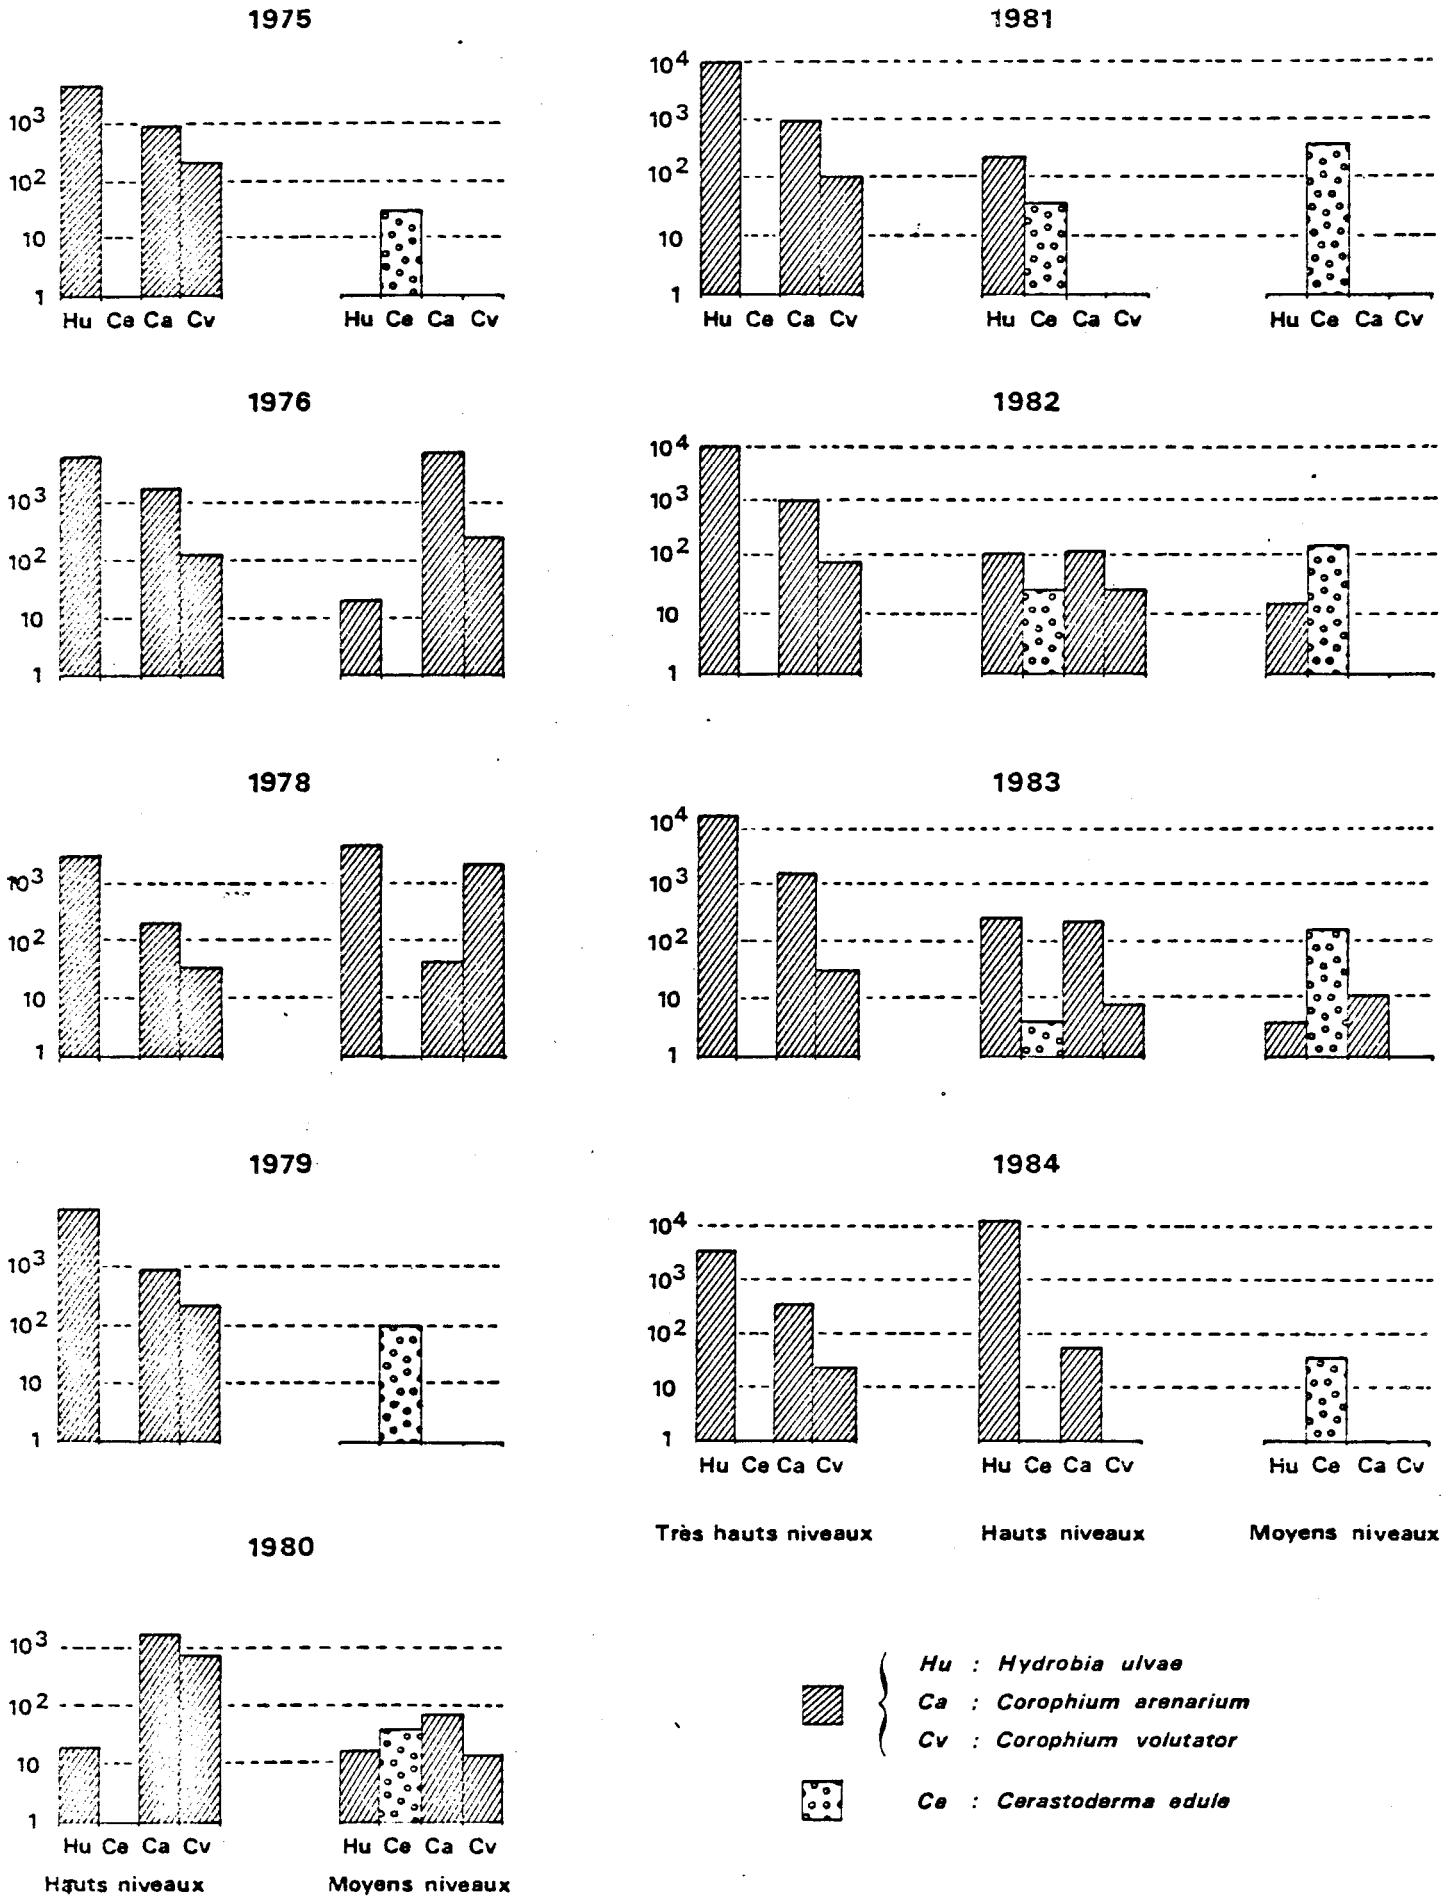 1975
10³
10²
10
1
Hu Ce Ca Cv
Hu Ce Ca Cv
1976
10³
10²
10
1
1978
10³
10²
10
1
1979
10³
10²
10
1
1980
10³
10²
10
1
Hu Ce Ca Cv
Hu Ce Ca Cv
Hauts niveaux
Moyens niveaux
1981
10⁴
10³
10²
10
1
Hu Ce Ca Cv
Hu Ce Ca Cv
Hu Ce Ca Cv
1982
10⁴
10³
10²
10
1
1983
10⁴
10³
10²
10
1
1984
10⁴
10³
10²
10
1
Hu Ce Ca Cv
Hu Ce Ca Cv
Hu Ce Ca Cv
Très hauts niveaux
Hauts niveaux
Moyens niveaux
Hu : Hydrobia ulvae
Ca : Corophium arenarium
Cv : Corophium volutator
Ce : Cerastoderma edule